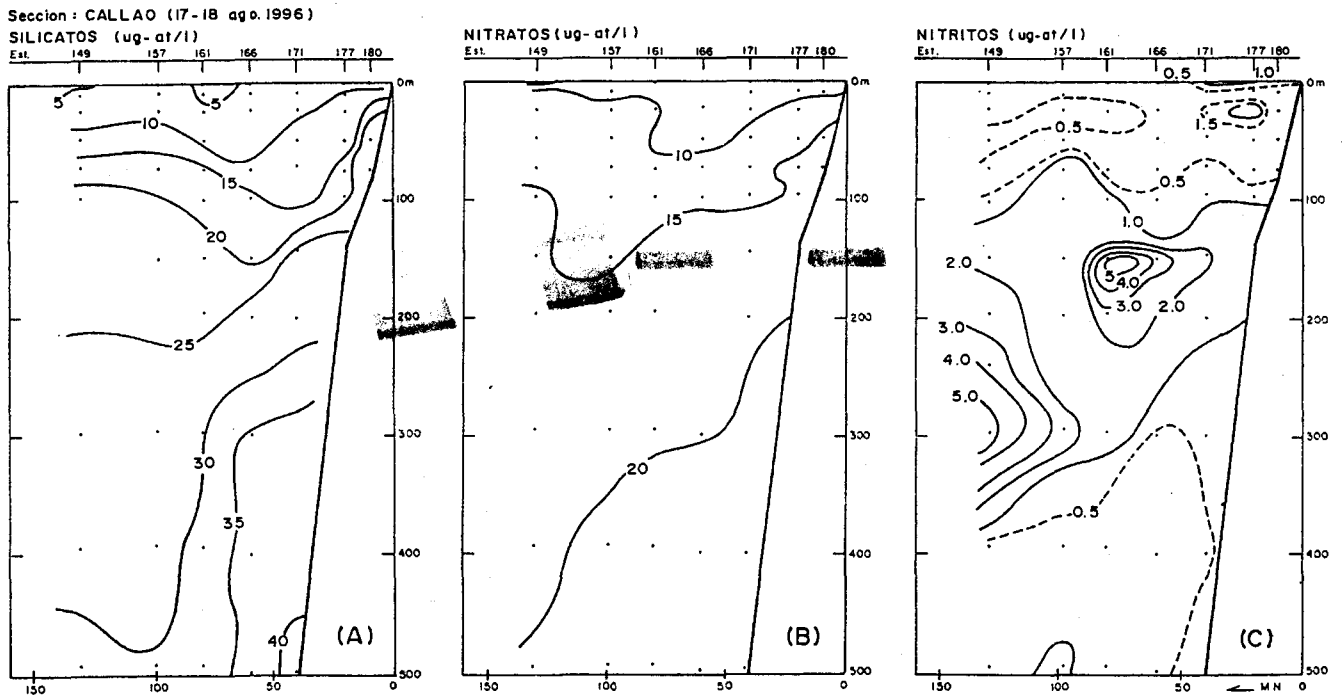 Seccion : CALLAO (17-18 ago. 1996)
SILICATOS (ug-at/l)
Est. 149 157 161 166 171 177 180
0m
100
200
300
400
500
5
5
10
15
20
25
30
35
40
(A)
150 100 50 0
NITRATOS (ug-at/l)
149 157 161 166 171 177 180
0m
100
200
300
400
500
10
15
20
(B)
150 100 50 0
NITRITOS (ug-at/l)
Est. 149 157 161 166 171 177 180
0.5 1.0
0m
100
200
300
400
500
0.5
1.5
0.5
1.0
2.0
5
4.0
3.0
2.0
3.0
4.0
5.0
0.5
(C)
150 100 50 0
← MN